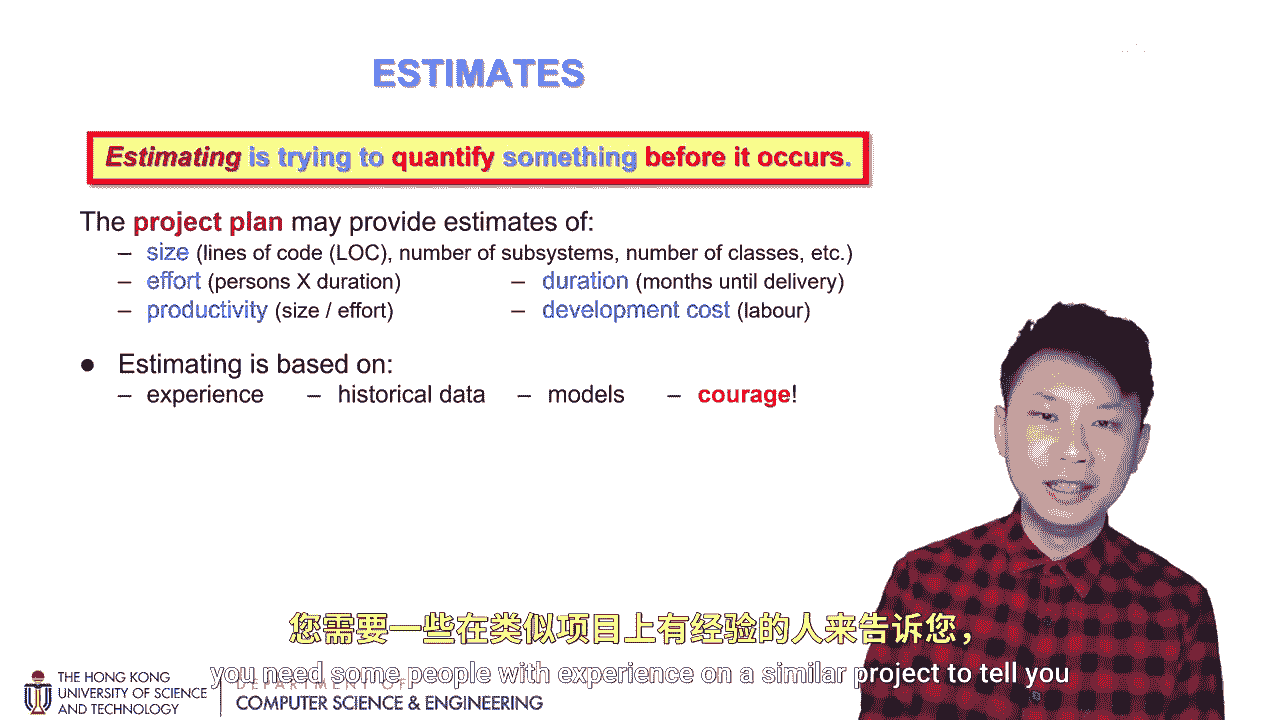 ESTIMATES
Estimating is trying to quantify something before it occurs.
The project plan may provide estimates of:
– size (lines of code (LOC), number of subsystems, number of classes, etc.)
– effort (persons X duration) – duration (months until delivery)
– productivity (size / effort) – development cost (labour)
● Estimating is based on:
– experience – historical data – models – courage!
您需要一些在类似项目上有经验的人来告诉您，
you need some people with experience on a similar project to tell you
THE HONG KONG
UNIVERSITY OF SCIENCE
AND TECHNOLOGY
DEPARTMENT OF
COMPUTER SCIENCE & ENGINEERING